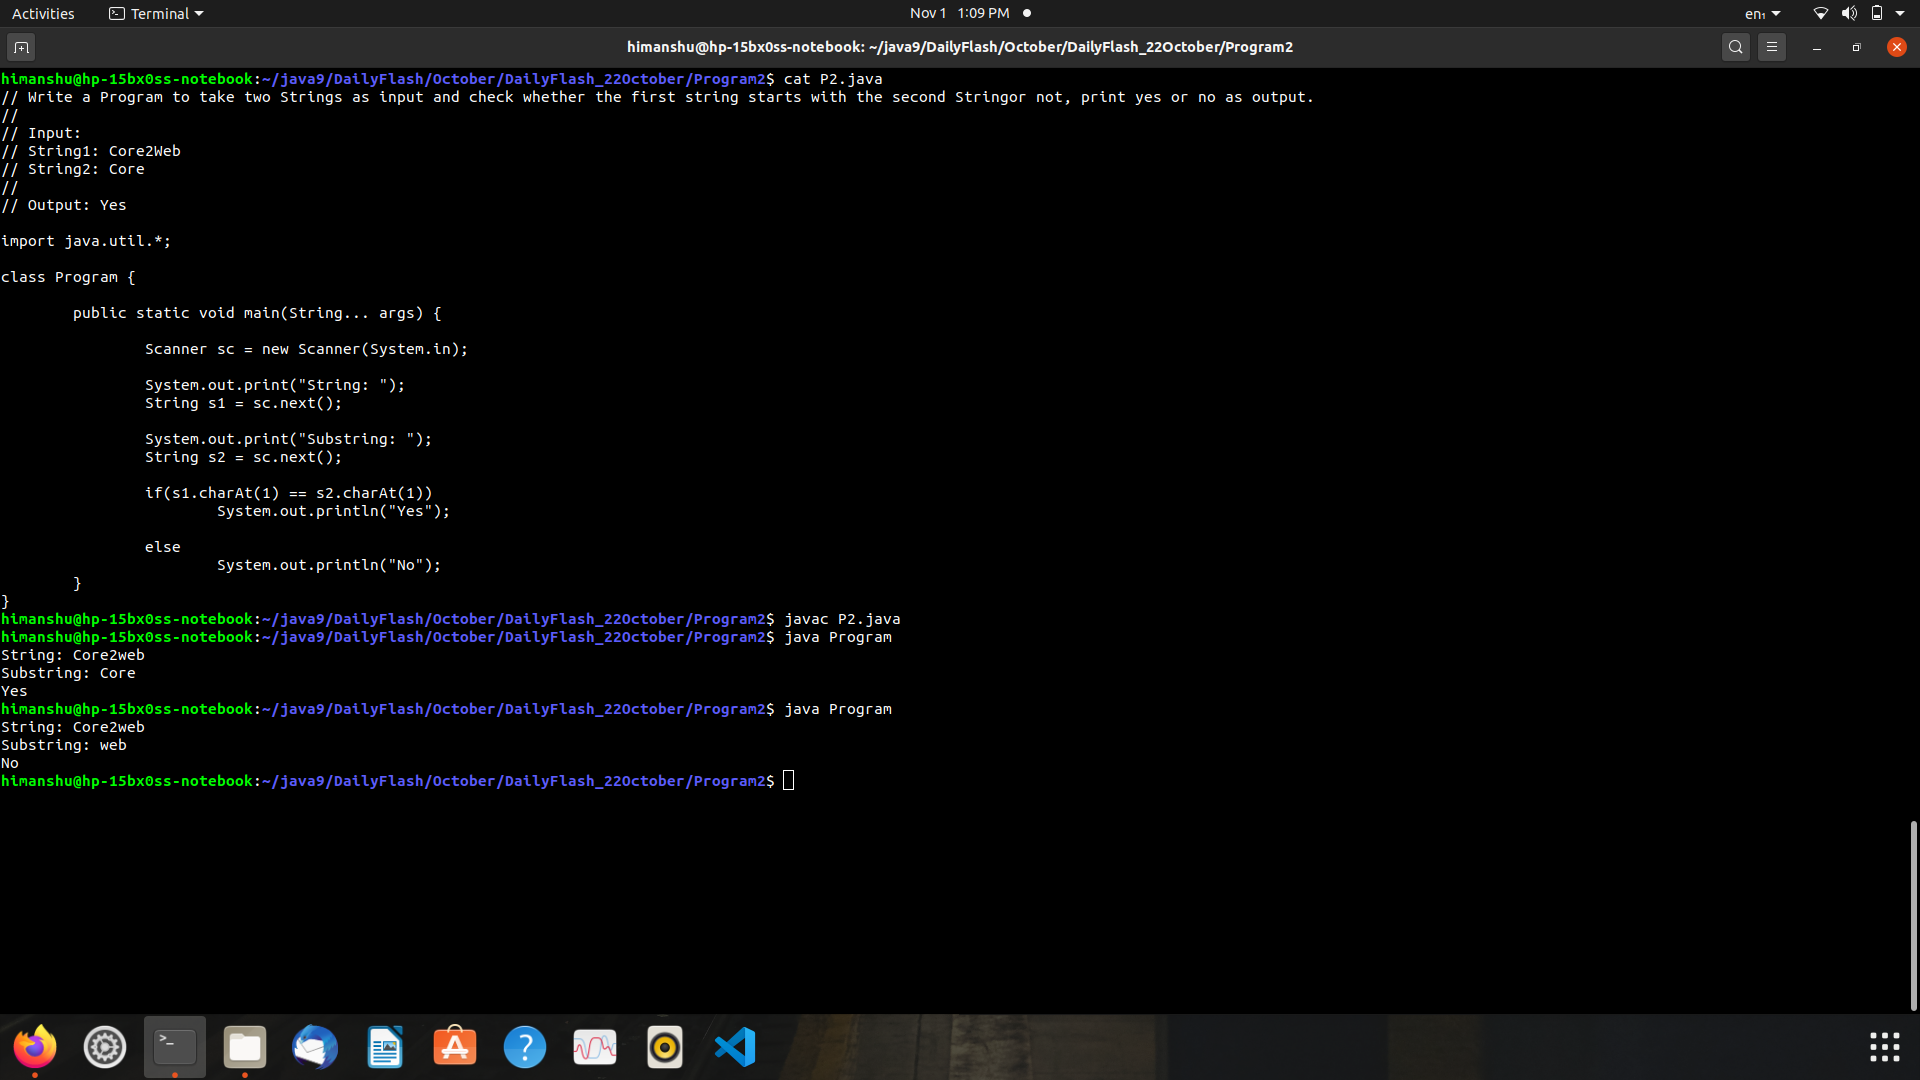 Activities Terminal Nov 1 1:09 PM en₁
himanshu@hp-15bx0ss-notebook: ~/java9/DailyFlash/October/DailyFlash_22October/Program2
himanshu@hp-15bx0ss-notebook:~/java9/DailyFlash/October/DailyFlash_22October/Program2$ cat P2.java
// Write a Program to take two Strings as input and check whether the first string starts with the second Stringor not, print yes or no as output.
//
// Input:
// String1: Core2Web
// String2: Core
//
// Output: Yes
import java.util.*;
class Program {
public static void main(String... args) {
Scanner sc = new Scanner(System.in);
System.out.print("String: ");
String s1 = sc.next();
System.out.print("Substring: ");
String s2 = sc.next();
if(s1.charAt(1) == s2.charAt(1))
System.out.println("Yes");
else
System.out.println("No");
}
}
himanshu@hp-15bx0ss-notebook:~/java9/DailyFlash/October/DailyFlash_22October/Program2$ javac P2.java
himanshu@hp-15bx0ss-notebook:~/java9/DailyFlash/October/DailyFlash_22October/Program2$ java Program
String: Core2web
Substring: Core
Yes
himanshu@hp-15bx0ss-notebook:~/java9/DailyFlash/October/DailyFlash_22October/Program2$ java Program
String: Core2web
Substring: web
No
himanshu@hp-15bx0ss-notebook:~/java9/DailyFlash/October/DailyFlash_22October/Program2$